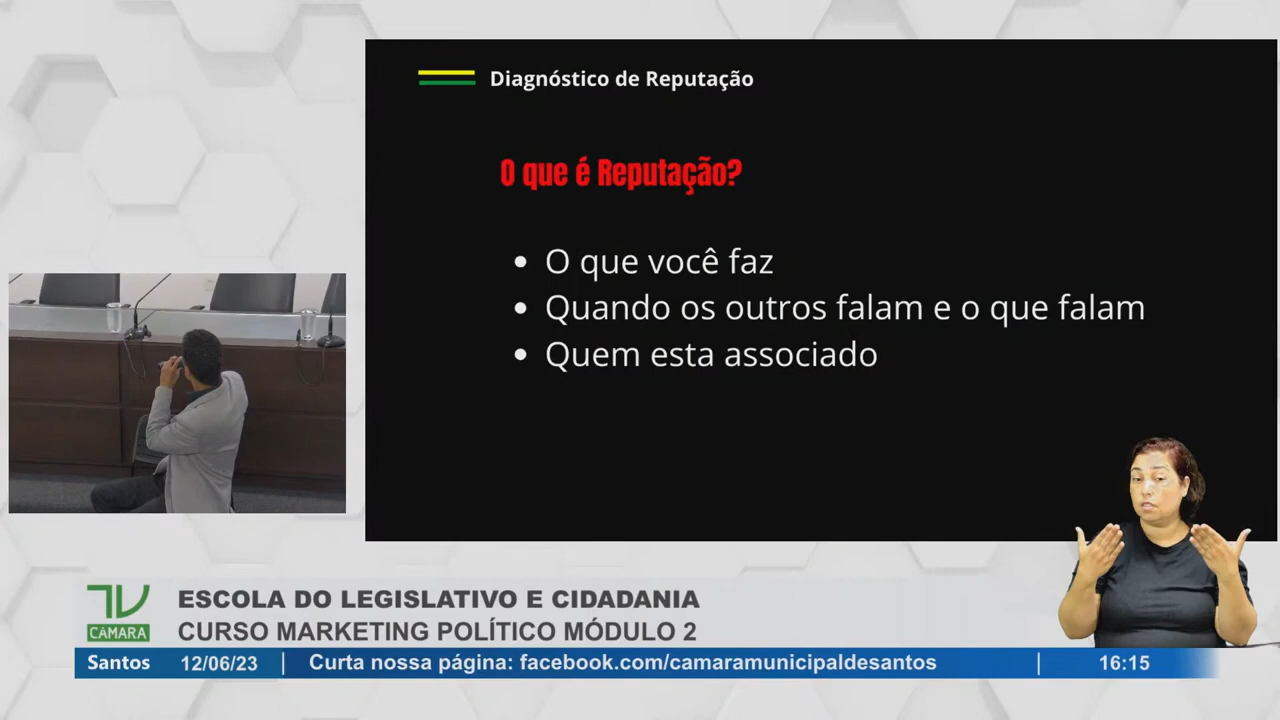 Diagnóstico de Reputação
O que é Reputação?
• O que você faz
• Quando os outros falam e o que falam
• Quem esta associado
TV
CÂMARA
ESCOLA DO LEGISLATIVO E CIDADANIA
CURSO MARKETING POLÍTICO MÓDULO 2
Santos 12/06/23 | Curta nossa página: facebook.com/camaramunicipaldesantos | 16:15